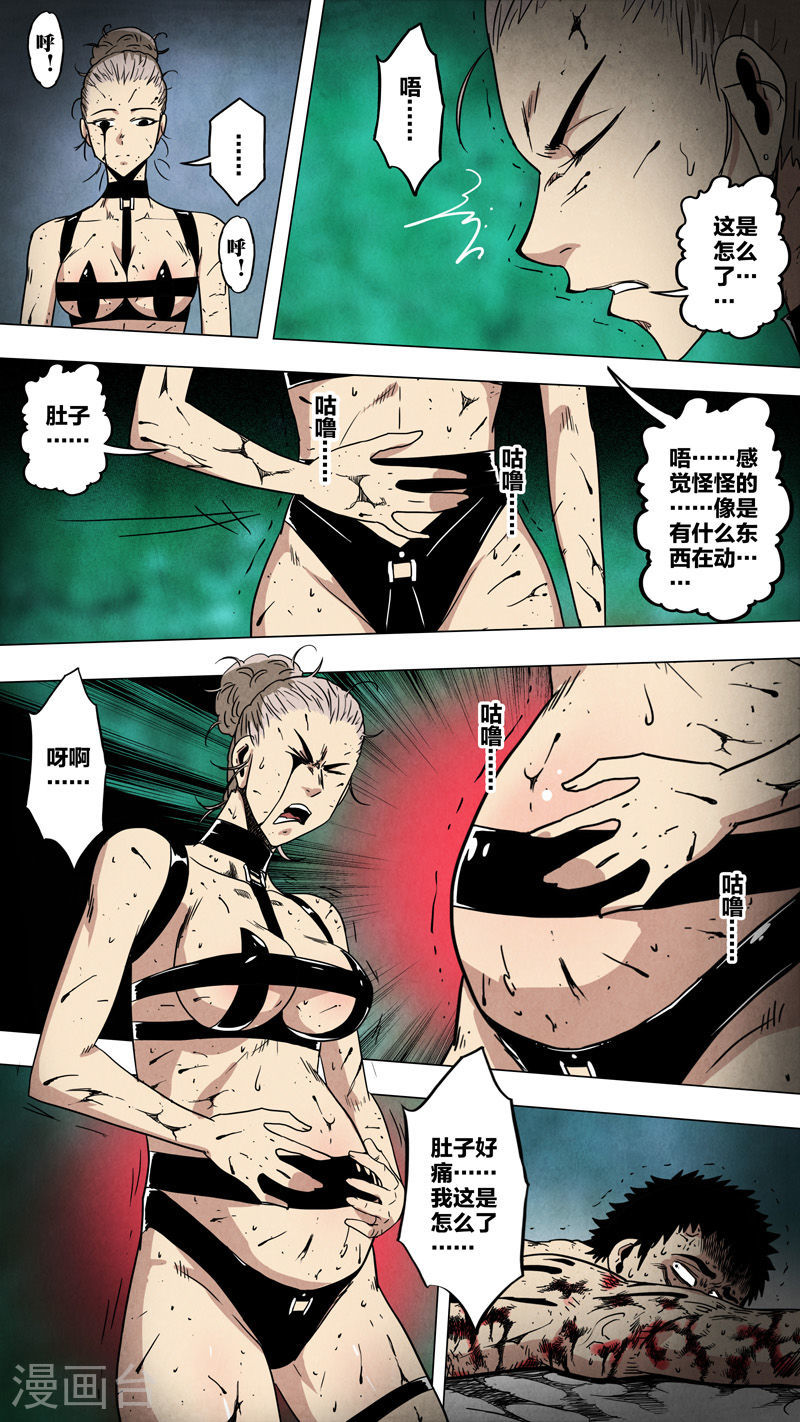 呼！
……
呼！
唔
……
这是
怎么…
了……
肚子
……
咕噜……
咕噜……
唔……感
觉怪怪的
……像是
有什么东
西在动…
…
呀啊
……
咕噜……
咕噜……
肚子好
痛……
我这是
怎么了
……
漫画台